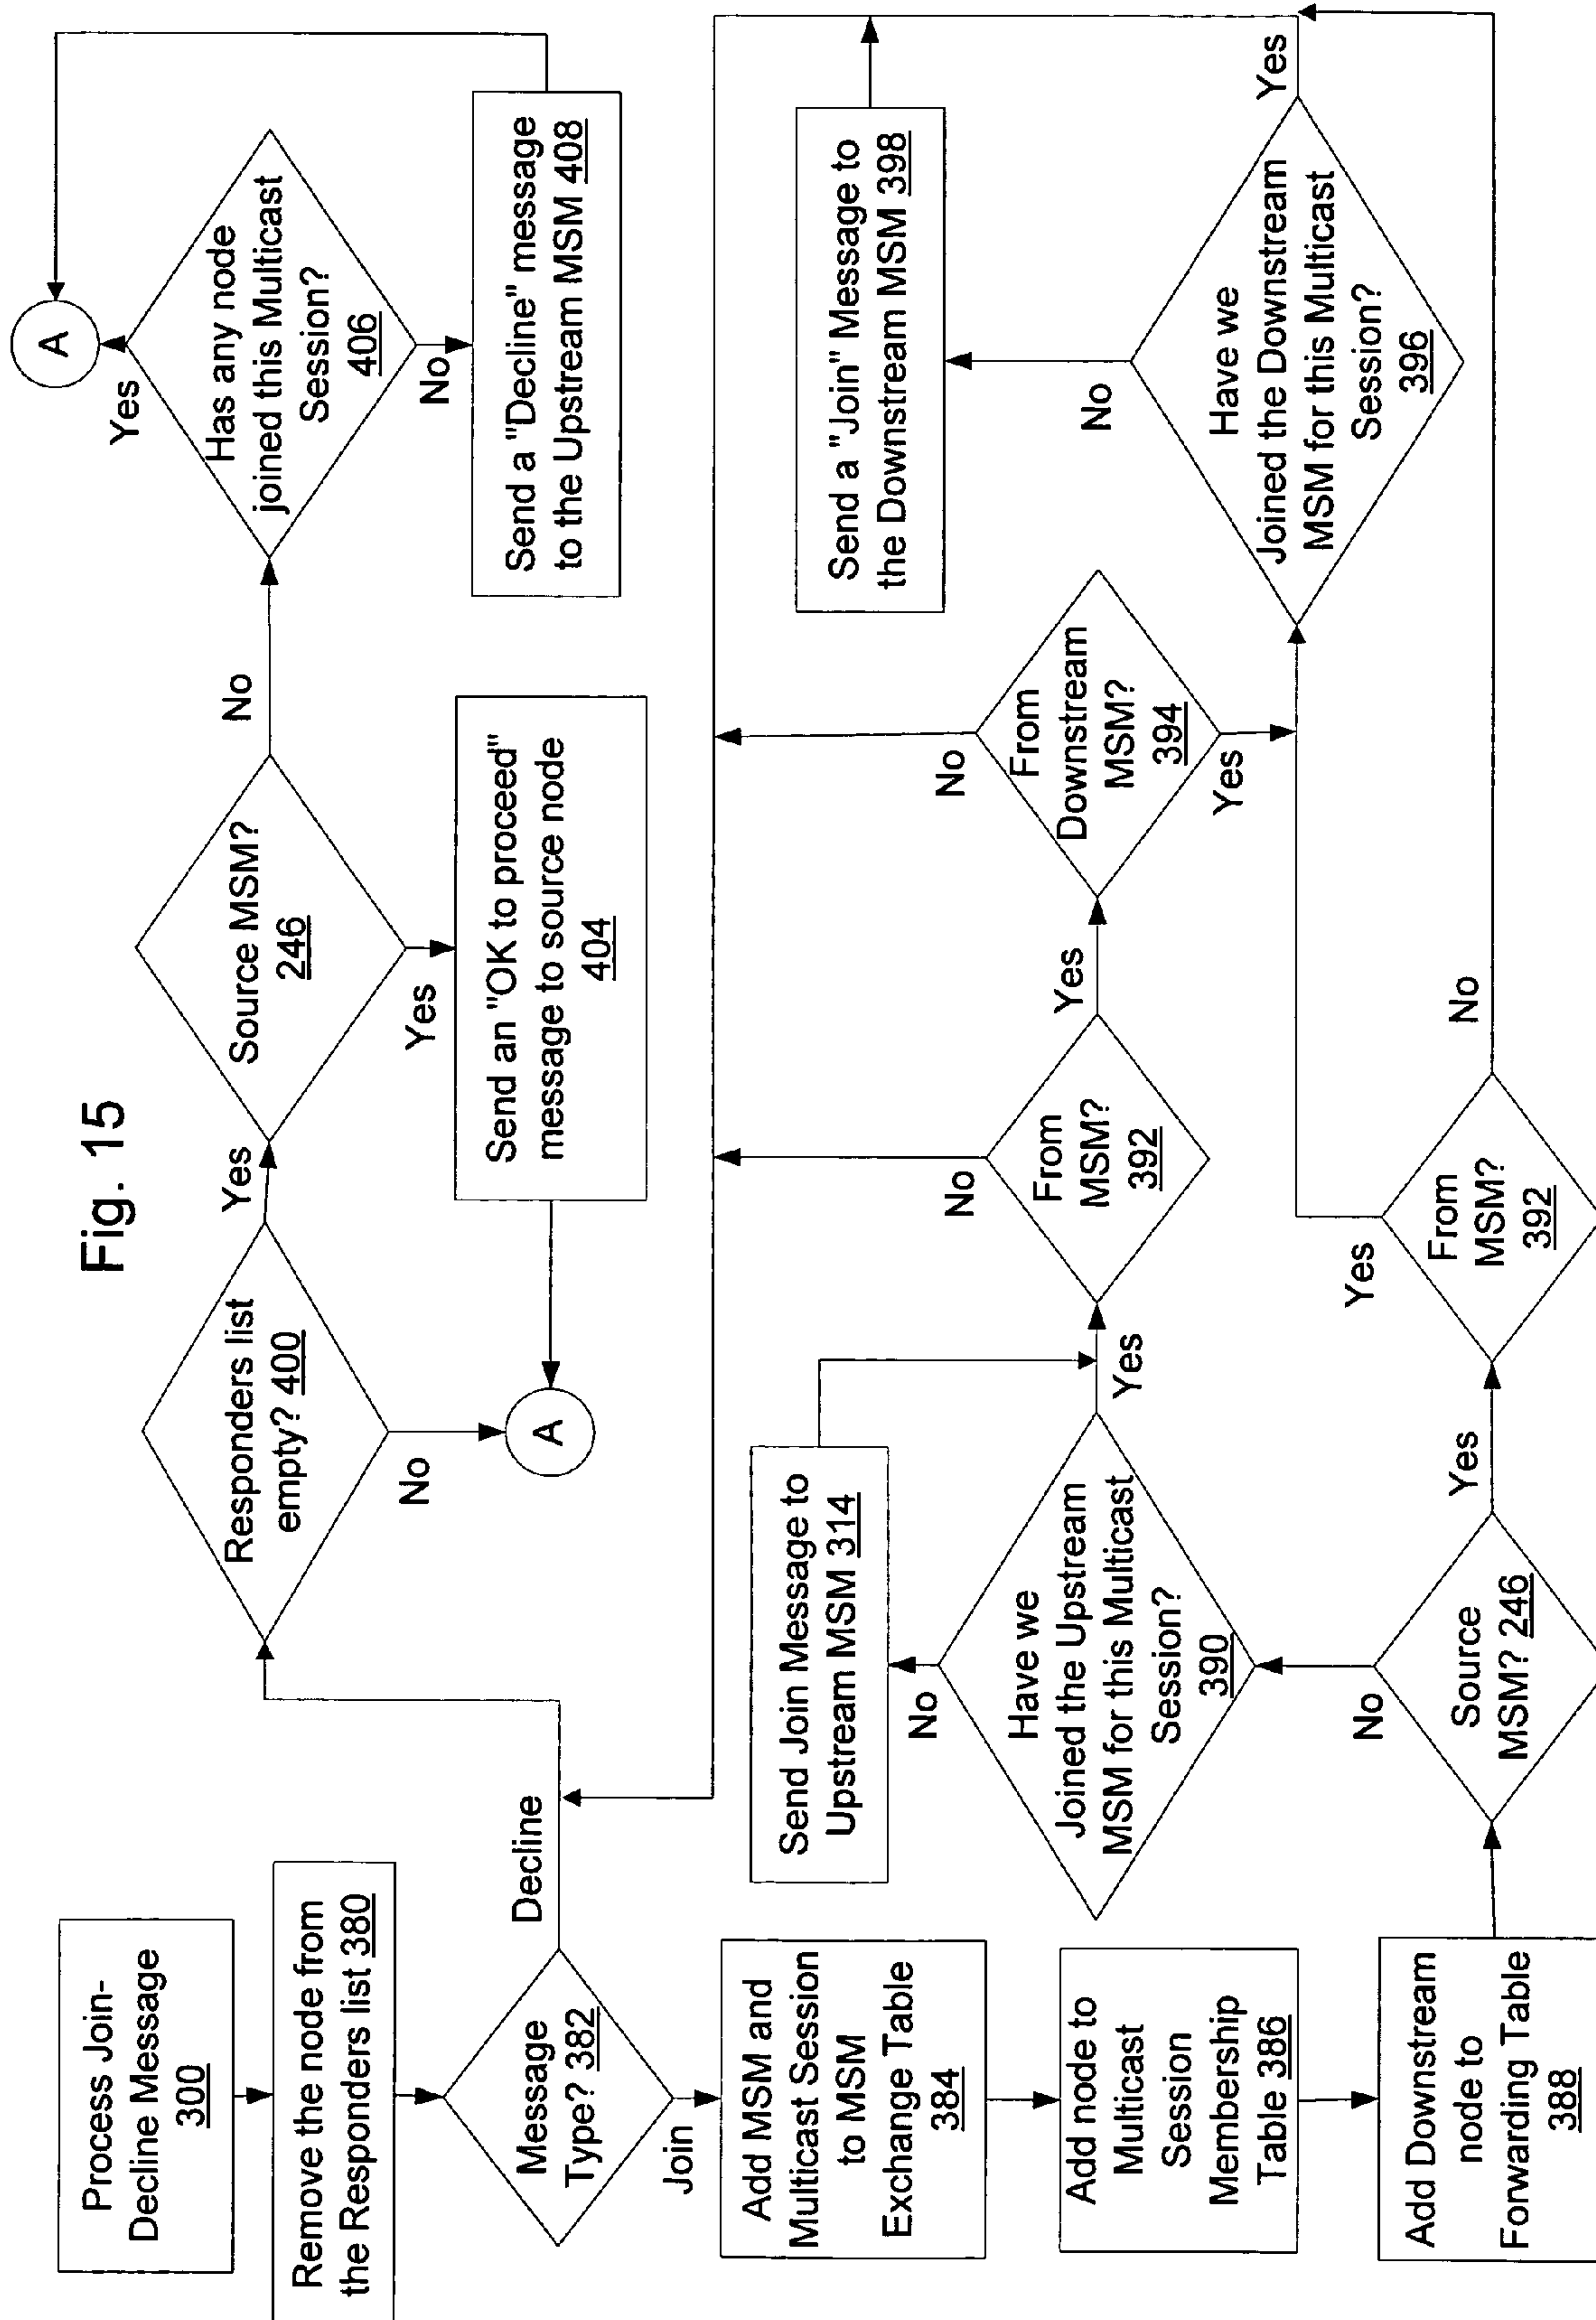 Fig. 15
Process Join-
Decline Message
300
Remove the node from
the Responders list 380
Message
Type? 382
Decline
Join
Add MSM and
Multicast Session
to MSM
Exchange Table
384
Add node to
Multicast
Session
Membership
Table 386
Add Downstream
node to
Forwarding Table
388
Source
MSM? 246
No
Yes
Have we
Joined the Upstream
MSM for this Multicast
Session?
390
No
Yes
Send Join Message to
Upstream MSM 314
From
MSM?
392
No
Yes
From
MSM?
392
Yes
No
From
Downstream
MSM?
394
No
Yes
Have we
Joined the Downstream
MSM for this Multicast
Session?
396
No
Yes
Send a "Join" Message to
the Downstream MSM 398
Responders list
empty? 400
Yes
No
A
Source MSM?
246
No
Yes
Send an "OK to proceed"
message to source node
404
Has any node
joined this Multicast
Session?
406
Yes
No
A
Send a "Decline" message
to the Upstream MSM 408